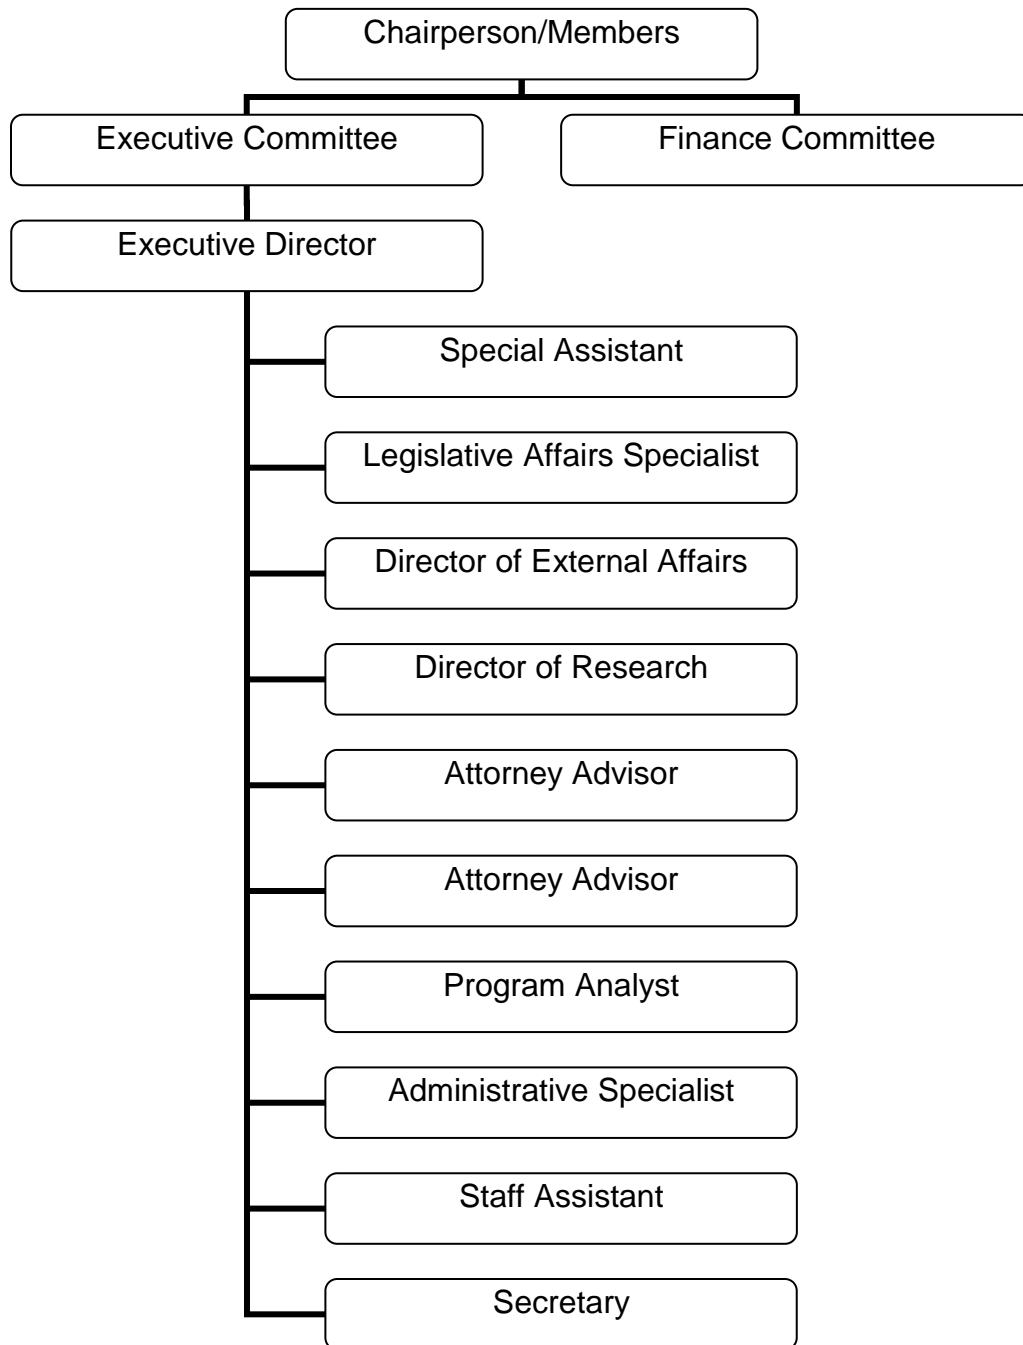 Chairperson/Members
Executive Committee
Finance Committee
Executive Director
Special Assistant
Legislative Affairs Specialist
Director of External Affairs
Director of Research
Attorney Advisor
Attorney Advisor
Program Analyst
Administrative Specialist
Staff Assistant
Secretary